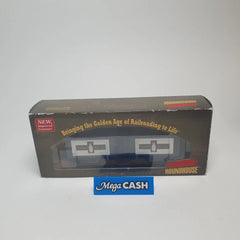 NEW
Bringing the Golden Age of Railroading to Life
ROUNDHOUSE
Mega CASH